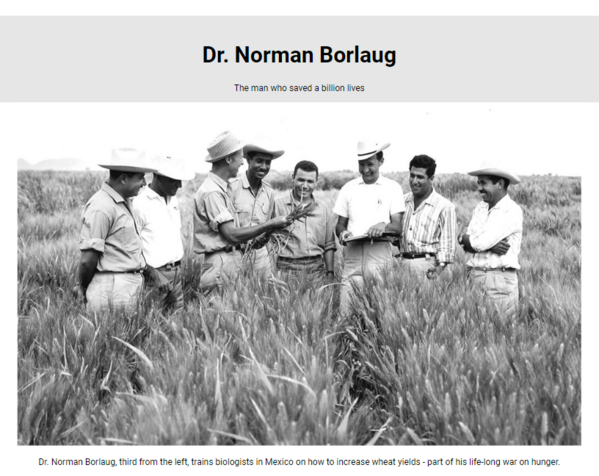 Dr. Norman Borlaug
The man who saved a billion lives
Dr. Norman Borlaug, third from the left, trains biologists in Mexico on how to increase wheat yields - part of his life-long war on hunger.